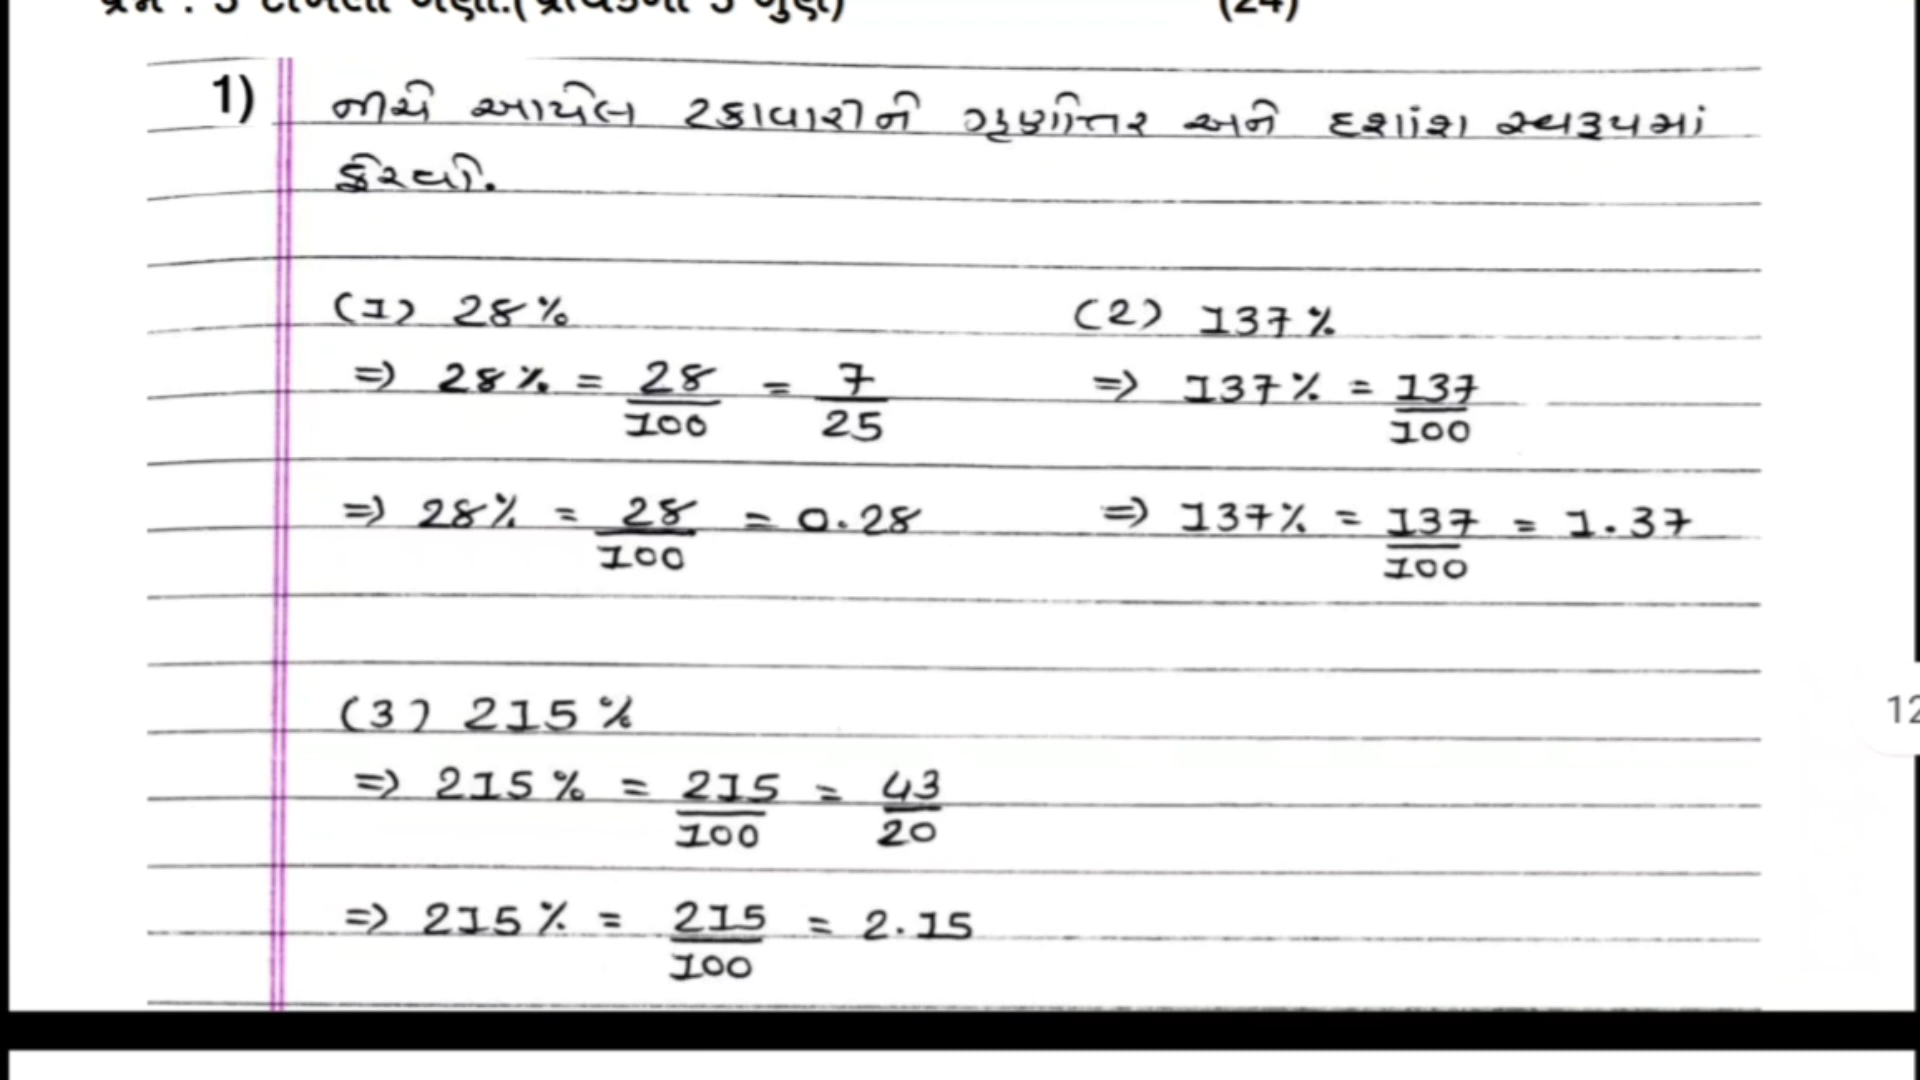 (24)
1) નીચે આપેલ ટકાવારીને ગુણોત્તર અને દશાંશ સ્વરૂપમાં
ફેરવો.
(1) 28% (2) 137%
=> 28% = 28/100 = 7/25 => 137% = 137/100
=> 28% = 28/100 = 0.28 => 137% = 137/100 = 1.37
(3) 215%
12
=> 215% = 215/100 = 43/20
=> 215% = 215/100 = 2.15